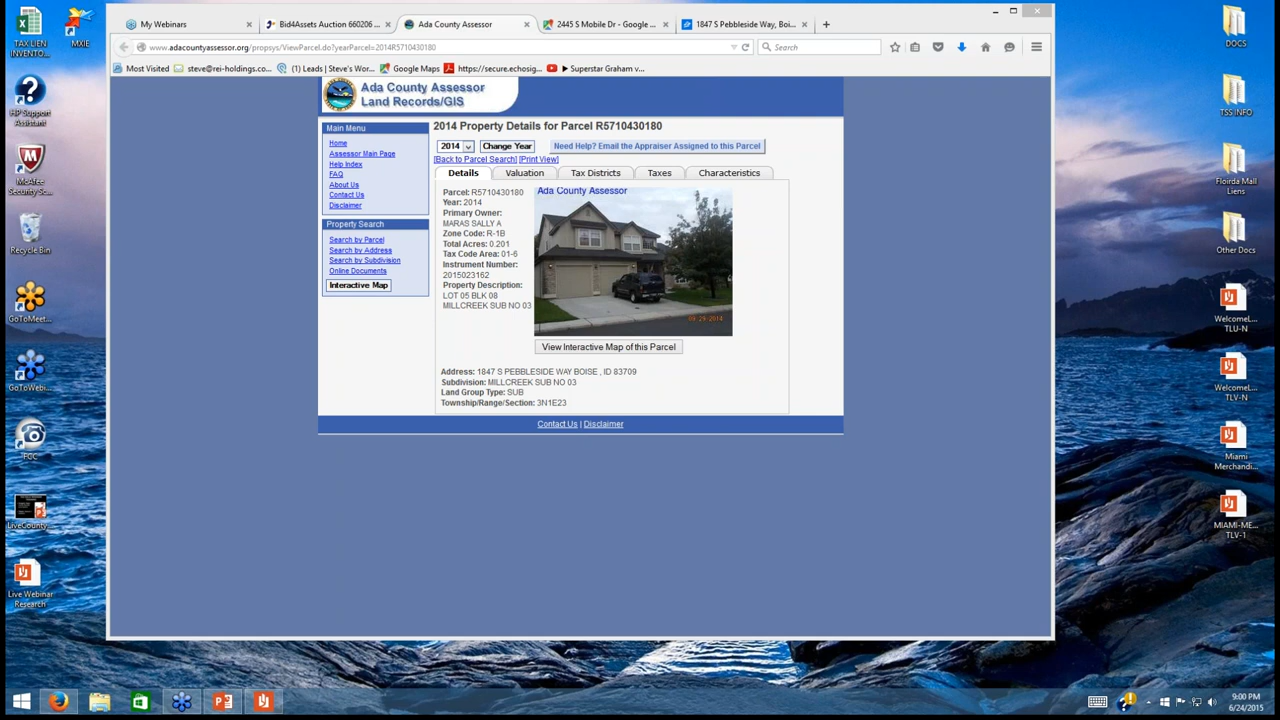 My Webinars
Bid4Assets Auction 660206 ...
Ada County Assessor
2445 S Mobile Dr - Google ...
1847 S Pebbleside Way, Boi...
www.adacountyassessor.org/propsys/ViewParcel.do?yearParcel=2014R5710430180
Search
Most Visited
steve@rei-holdings.co...
(1) Leads | Steve's Wor...
Google Maps
https://secure.echosig...
► Superstar Graham v...
Ada County Assessor
Land Records/GIS
Main Menu
Home
Assessor Main Page
Help Index
FAQ
About Us
Contact Us
Disclaimer
Property Search
Search by Parcel
Search by Address
Search by Subdivision
Online Documents
Interactive Map
2014 Property Details for Parcel R5710430180
2014
Change Year
Need Help? Email the Appraiser Assigned to this Parcel
[Back to Parcel Search] [Print View]
Details
Valuation
Tax Districts
Taxes
Characteristics
Parcel: R5710430180
Year: 2014
Primary Owner:
MARAS SALLY A
Zone Code: R-1B
Total Acres: 0.201
Tax Code Area: 01-6
Instrument Number:
2015023162
Property Description:
LOT 05 BLK 08
MILLCREEK SUB NO 03
Ada County Assessor
09-29-2014
View Interactive Map of this Parcel
Address: 1847 S PEBBLESIDE WAY BOISE , ID 83709
Subdivision: MILLCREEK SUB NO 03
Land Group Type: SUB
Township/Range/Section: 3N1E23
Contact Us | Disclaimer
TAX LIEN
INVENTO...
MXIE
HP Support
Assistant
McAfee
Security Sc...
Recycle Bin
GoToMeet...
GoToWebi...
FCC
LiveCounty...
Live Webinar
Research
DOCS
TSS INFO
Floirda Mall
Liens
Other Docs
WelcomeL...
TLU-N
WelcomeL...
TLV-N
Miami
Merchandi...
MIAMI-ME...
TLV-1
9:00 PM
6/24/2015